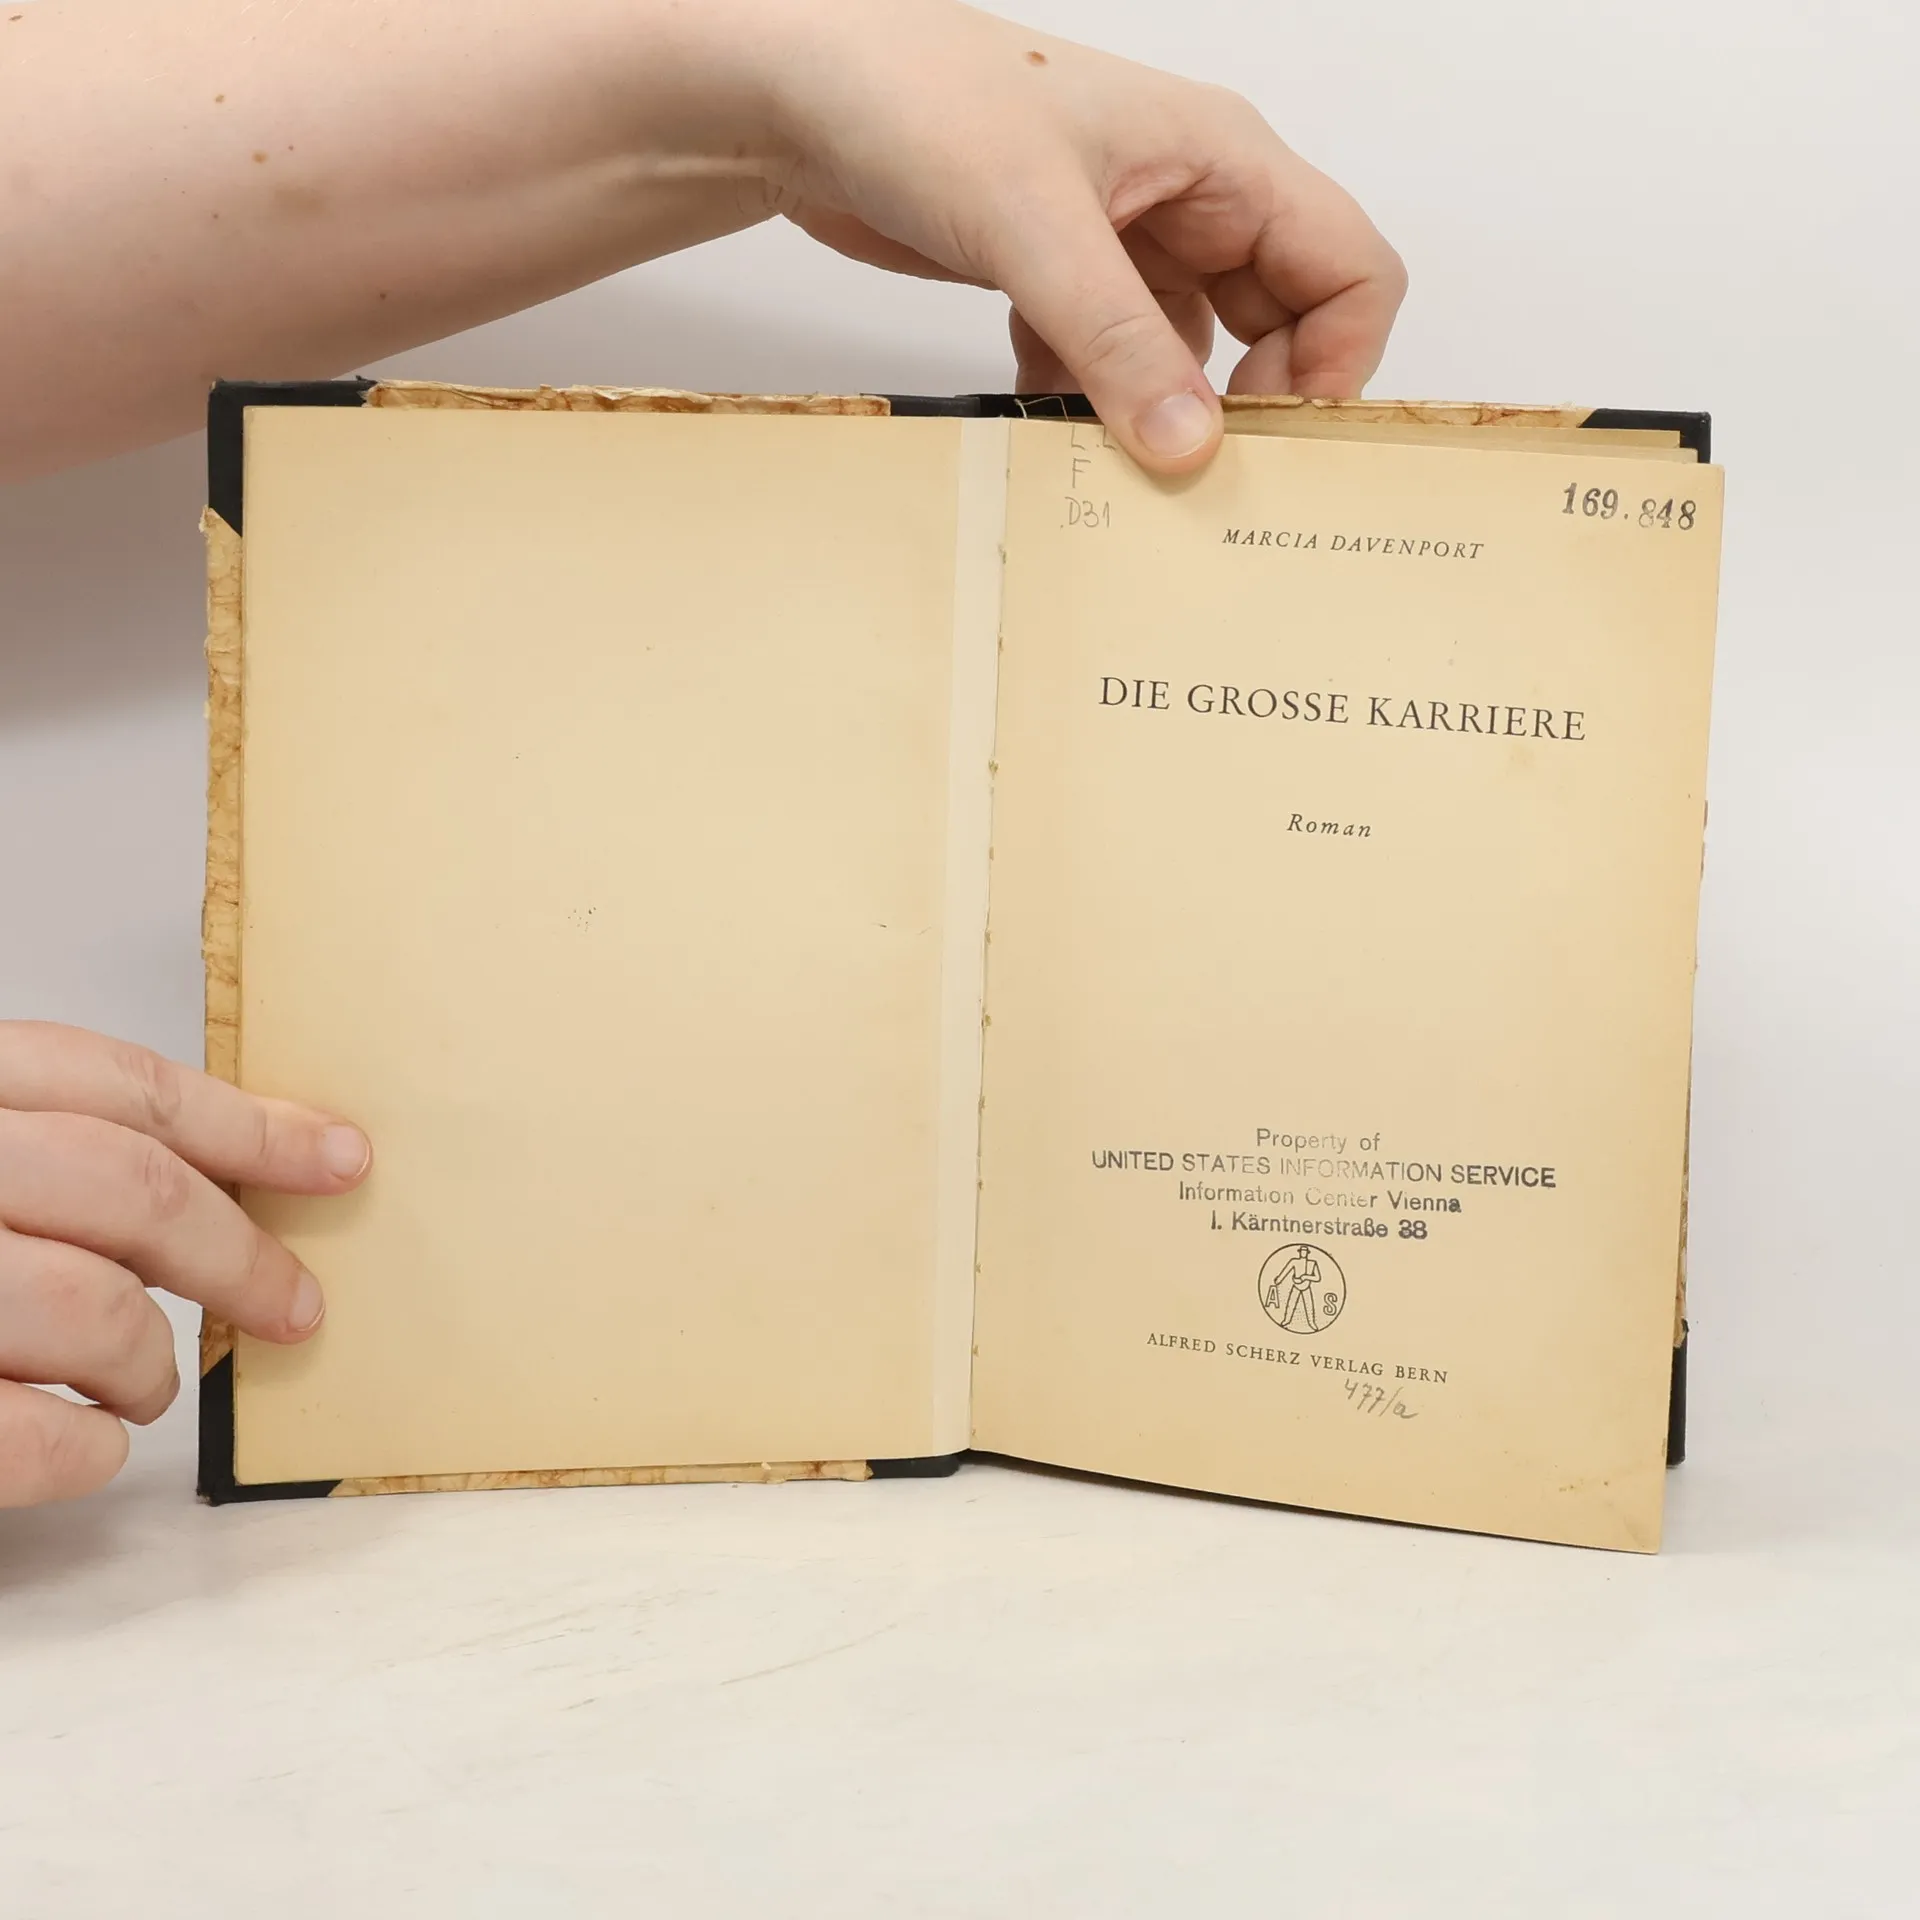 F
D31
169.848
MARCIA DAVENPORT
DIE GROSSE KARRIERE
Roman
Property of
UNITED STATES INFORMATION SERVICE
Information Center Vienna
I. Kärntnerstraße 38
A S
ALFRED SCHERZ VERLAG BERN
477/a